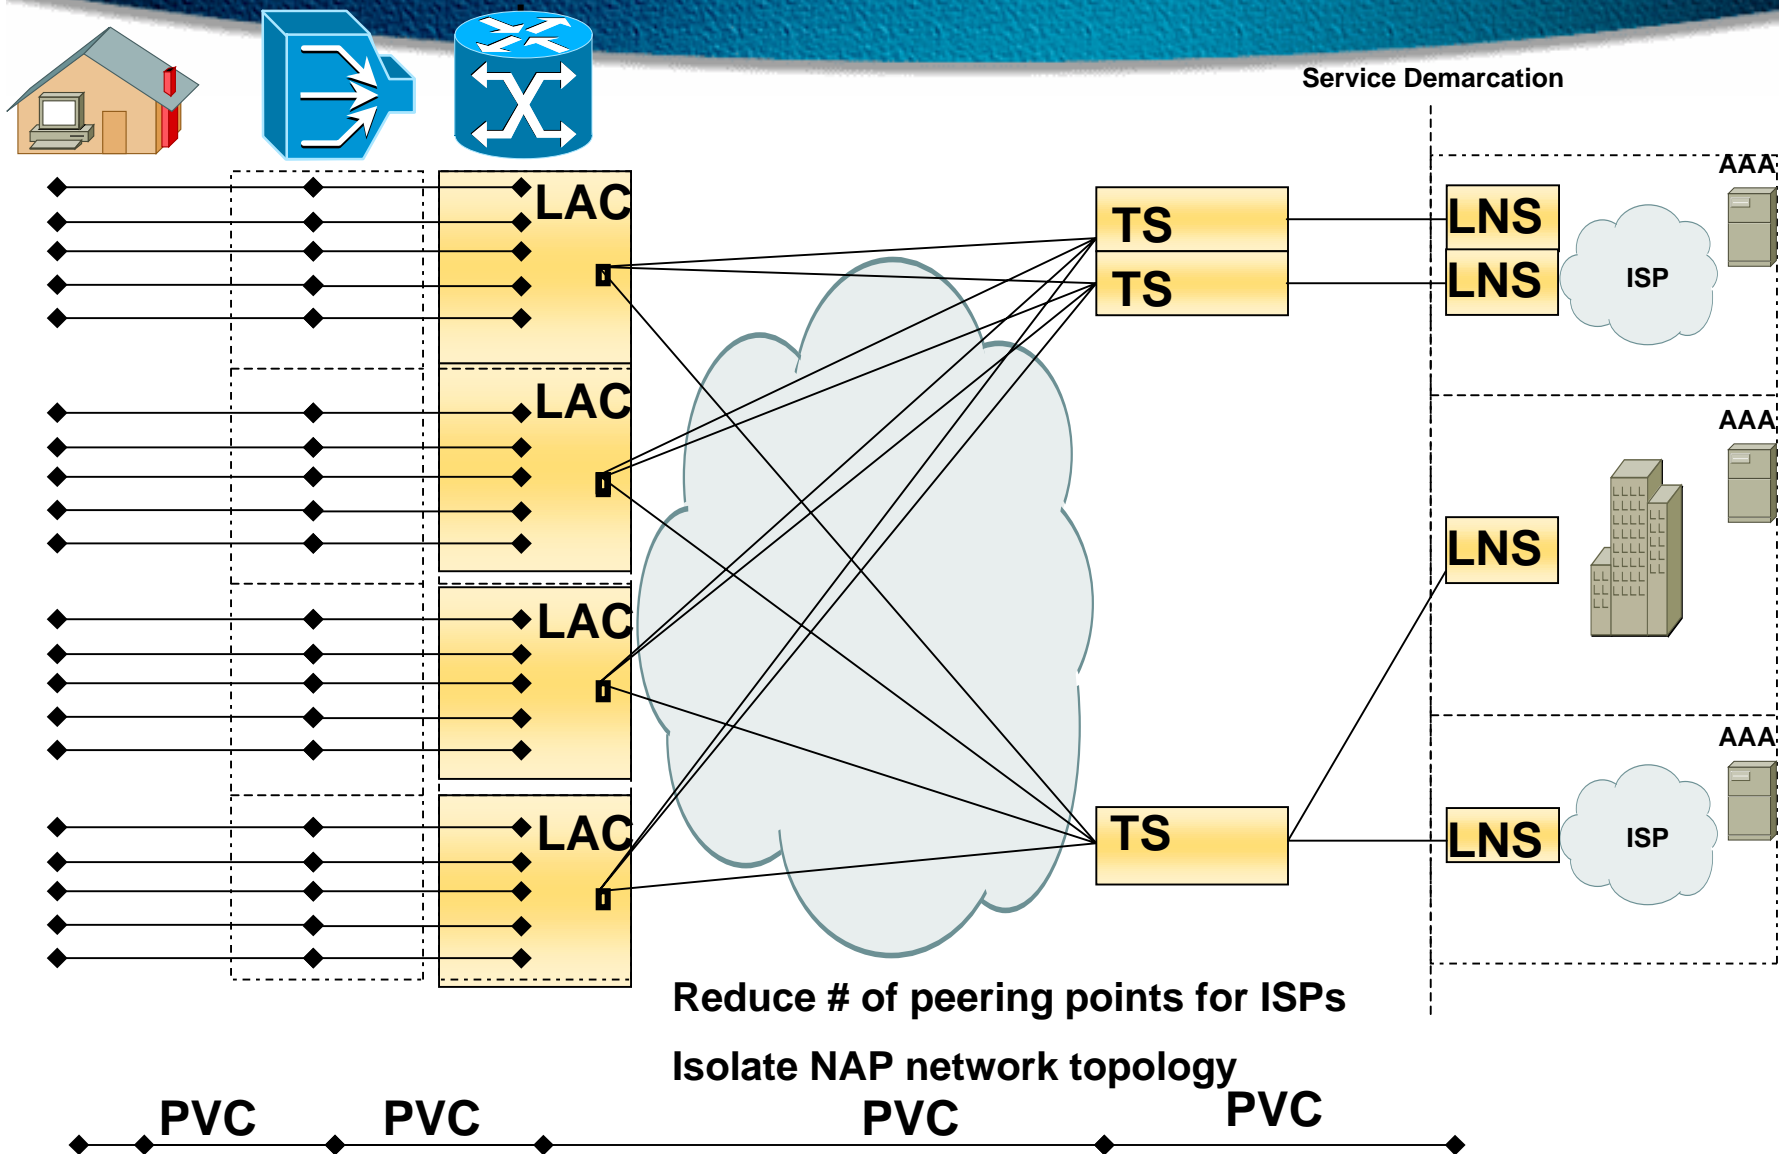 Service Demarcation
AAA
LAC
TS
LNS
TS
LNS
ISP
LAC
AAA
LNS
LAC
AAA
LAC
TS
LNS
ISP
Reduce # of peering points for ISPs
Isolate NAP network topology
PVC
PVC
PVC
PVC